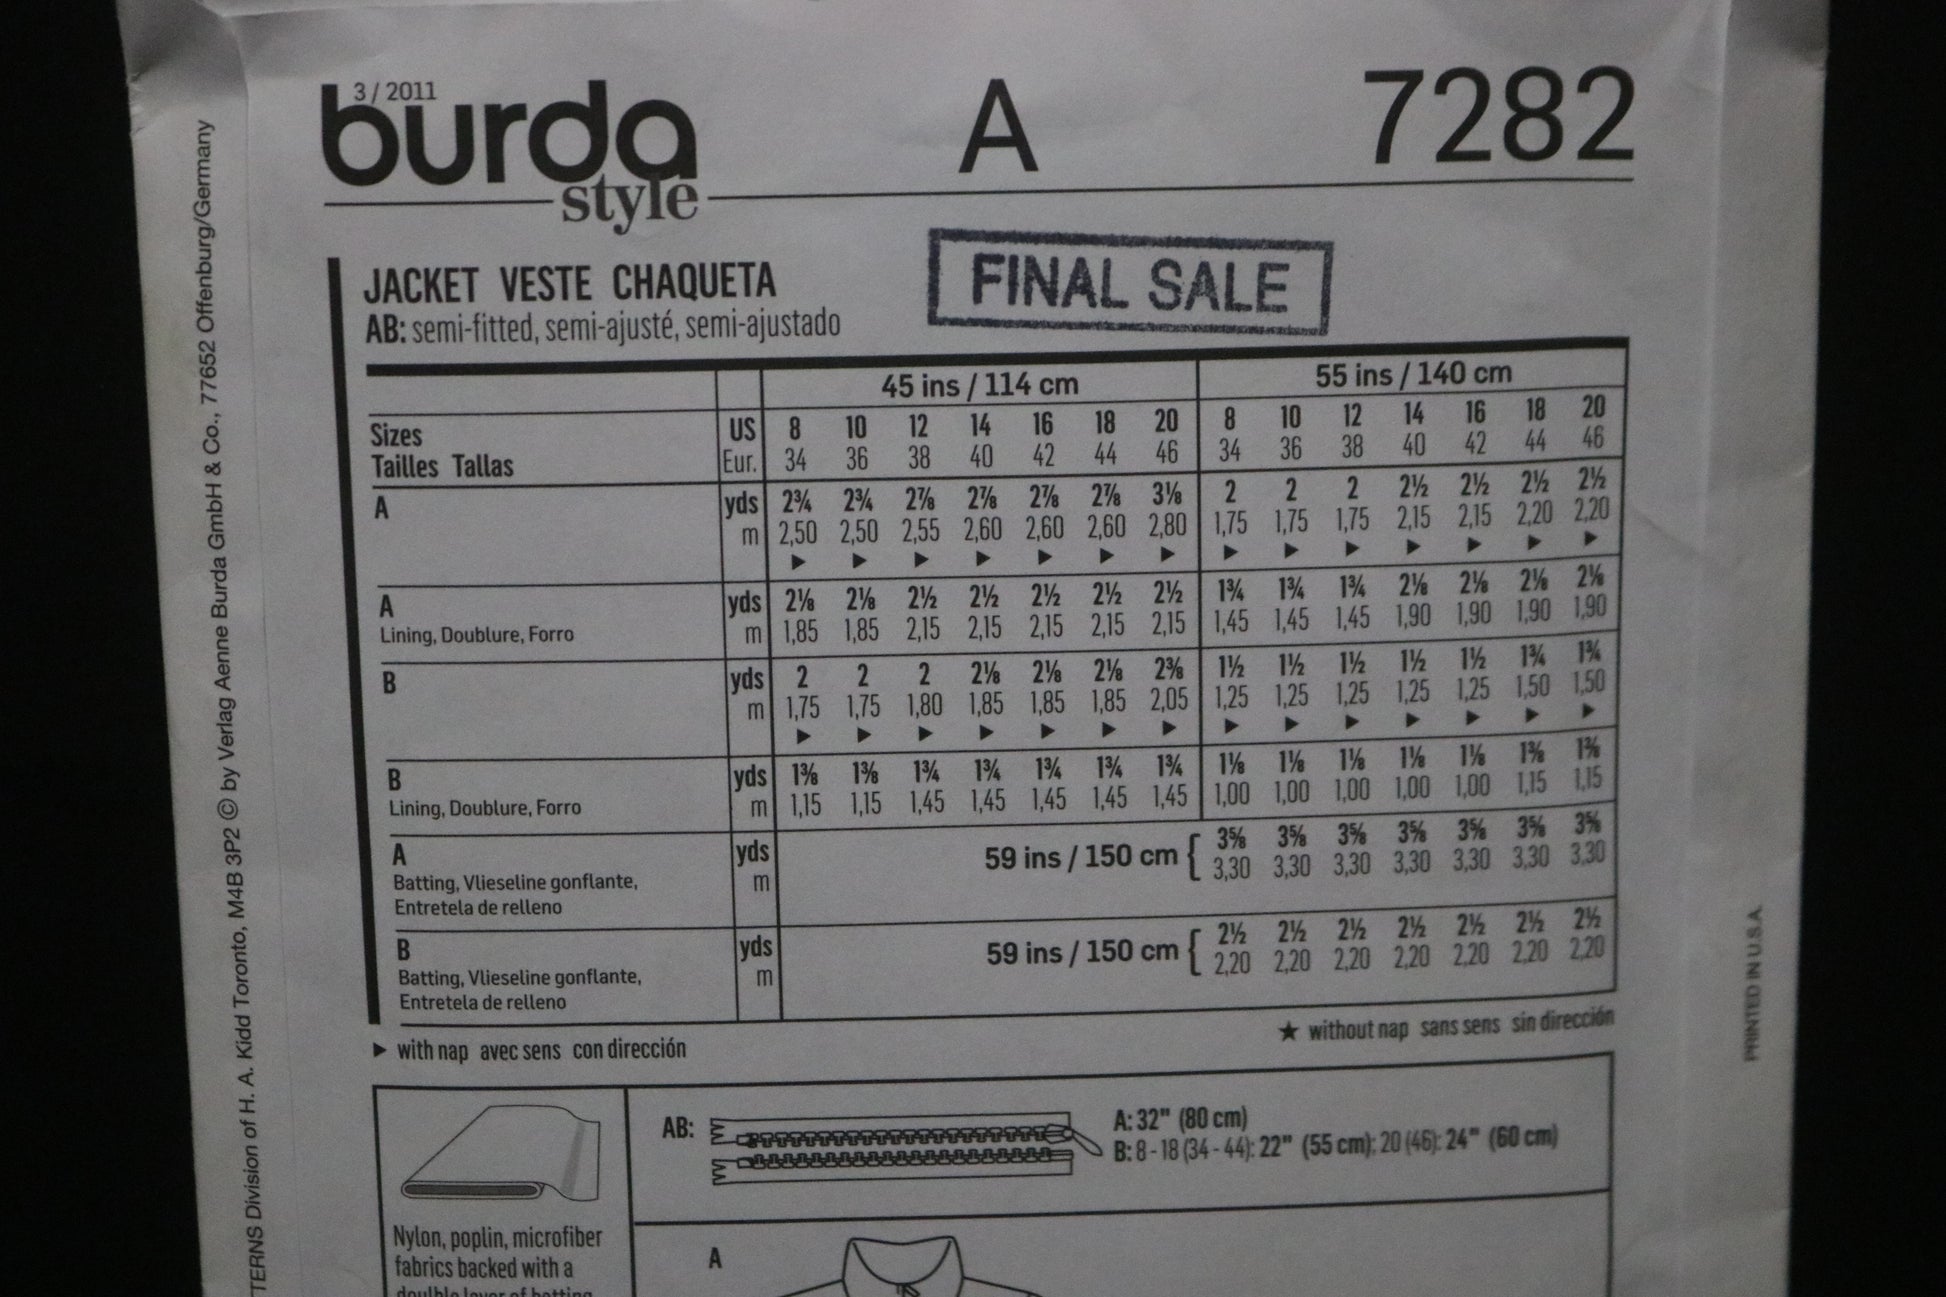 3 / 2011
burda style
A
7282
JACKET VESTE CHAQUETA
AB: semi-fitted, semi-ajusté, semi-ajustado
FINAL SALE
45 ins / 114 cm 55 ins / 140 cm
Sizes US 8 10 12 14 16 18 20 8 10 12 14 16 18 20
Tailles Tallas Eur. 34 36 38 40 42 44 46 34 36 38 40 42 44 46
A yds 2¾ 2¾ 2⅞ 2⅞ 2⅞ 2⅞ 3⅛ 2 2 2 2½ 2½ 2½ 2½
m 2,50 2,50 2,55 2,60 2,60 2,60 2,80 1,75 1,75 1,75 2,15 2,15 2,20 2,20
▶ ▶ ▶ ▶ ▶ ▶ ▶ ▶ ▶ ▶ ▶ ▶ ▶ ▶
A yds 2⅛ 2⅛ 2½ 2½ 2½ 2½ 2½ 1¾ 1¾ 1¾ 2⅛ 2⅛ 2⅛ 2⅛
Lining, Doublure, Forro m 1,85 1,85 2,15 2,15 2,15 2,15 2,15 1,45 1,45 1,45 1,90 1,90 1,90 1,90
B yds 2 2 2 2⅛ 2⅛ 2⅛ 2⅜ 1½ 1½ 1½ 1½ 1½ 1¾ 1¾
m 1,75 1,75 1,80 1,85 1,85 1,85 2,05 1,25 1,25 1,25 1,25 1,25 1,50 1,50
▶ ▶ ▶ ▶ ▶ ▶ ▶ ▶ ▶ ▶ ▶ ▶ ▶ ▶
B yds 1⅜ 1⅜ 1¾ 1¾ 1¾ 1¾ 1¾ 1⅛ 1⅛ 1⅛ 1⅛ 1⅛ 1⅜ 1⅜
Lining, Doublure, Forro m 1,15 1,15 1,45 1,45 1,45 1,45 1,45 1,00 1,00 1,00 1,00 1,00 1,15 1,15
A yds 59 ins / 150 cm { 3⅝ 3⅝ 3⅝ 3⅝ 3⅝ 3⅝ 3⅝
Batting, Vlieseline gonflante, m 3,30 3,30 3,30 3,30 3,30 3,30 3,30
Entretela de relleno
B yds 59 ins / 150 cm { 2½ 2½ 2½ 2½ 2½ 2½ 2½
Batting, Vlieseline gonflante, m 2,20 2,20 2,20 2,20 2,20 2,20 2,20
Entretela de relleno
▶ with nap avec sens con dirección
★ without nap sans sens sin dirección
AB:
A: 32" (80 cm)
B: 8 - 18 (34 - 44): 22" (55 cm); 20 (46): 24" (60 cm)
Nylon, poplin, microfiber
fabrics backed with a
double layer of batting
A
TERNS Division of H. A. Kidd Toronto, M4B 3P2 © by Verlag Aenne Burda GmbH & Co., 77652 Offenburg/Germany
PRINTED IN U.S.A.